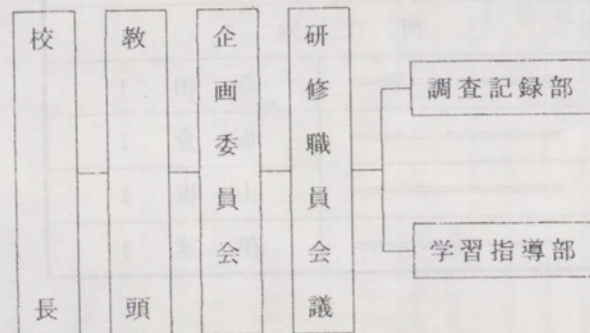 校長
教頭
企画委員会
研修職員会議
調査記録部
学習指導部